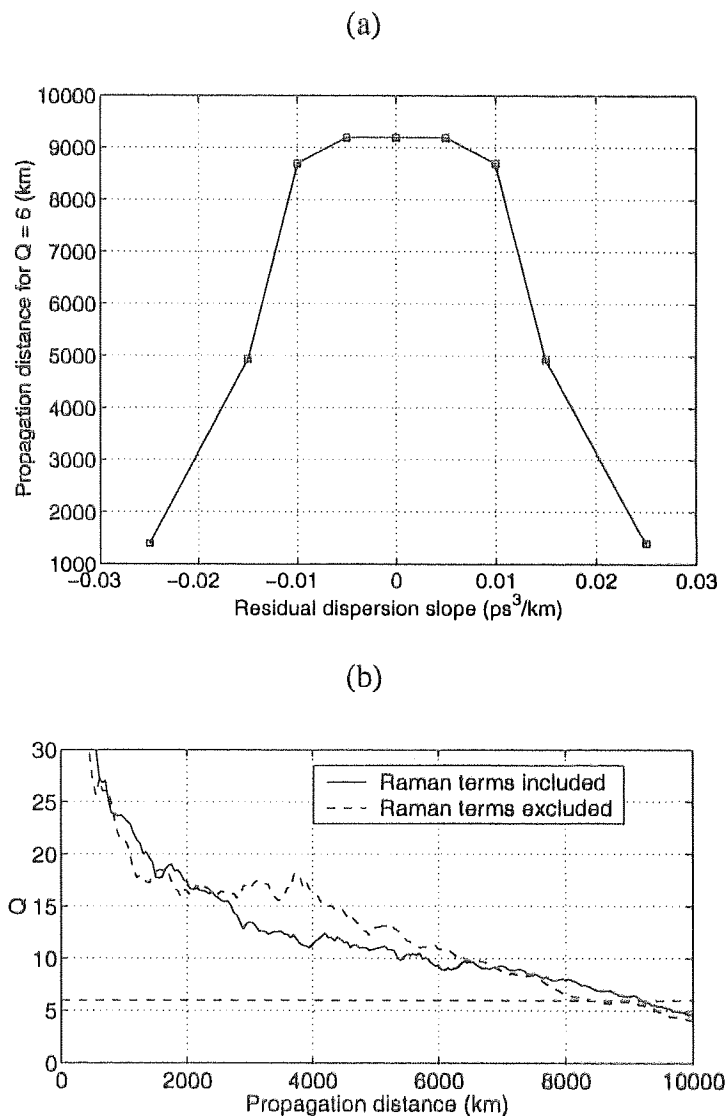 (a)
10000
9000
8000
7000
6000
5000
4000
3000
2000
1000
Propagation distance for Q = 6 (km)
−0.03 −0.02 −0.01 0 0.01 0.02 0.03
Residual dispersion slope (ps³/km)
(b)
30
25
20
15
10
5
0
Q
Raman terms included
Raman terms excluded
0 2000 4000 6000 8000 10000
Propagation distance (km)